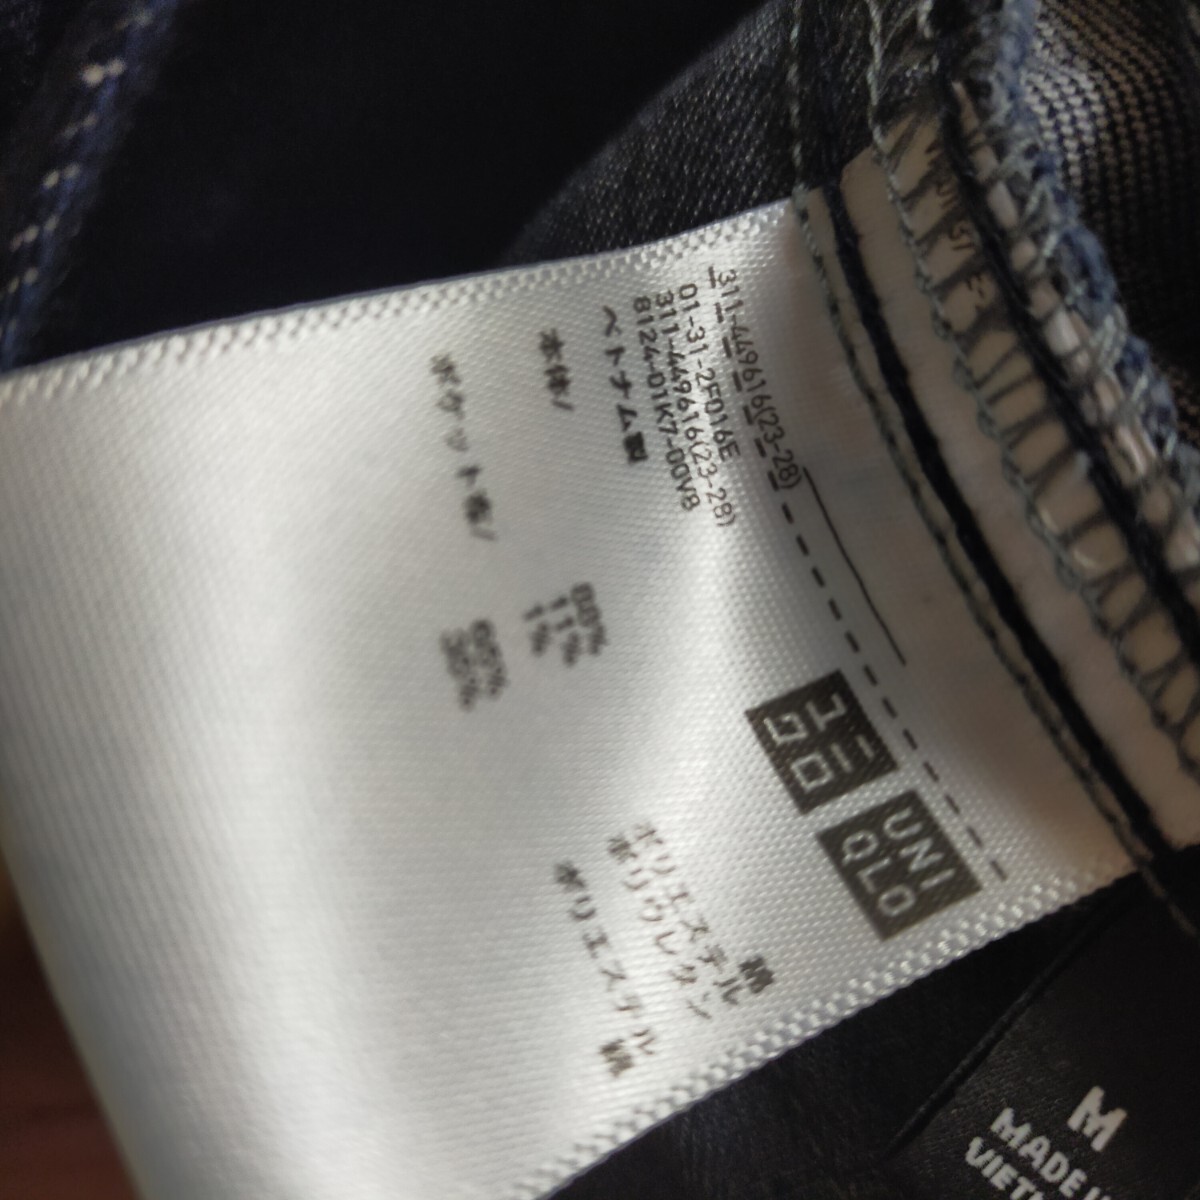 ユニ
クロ
UNI
QLO
311-449616(23-28)
01-31-2F016E
311-449616(23-28)
8124-01K7-00V8
ベトナム製
本体/
88% 綿
11% ポリエステル
1% ポリウレタン
ポケット布/
65% ポリエステル
35% 綿
M
MADE